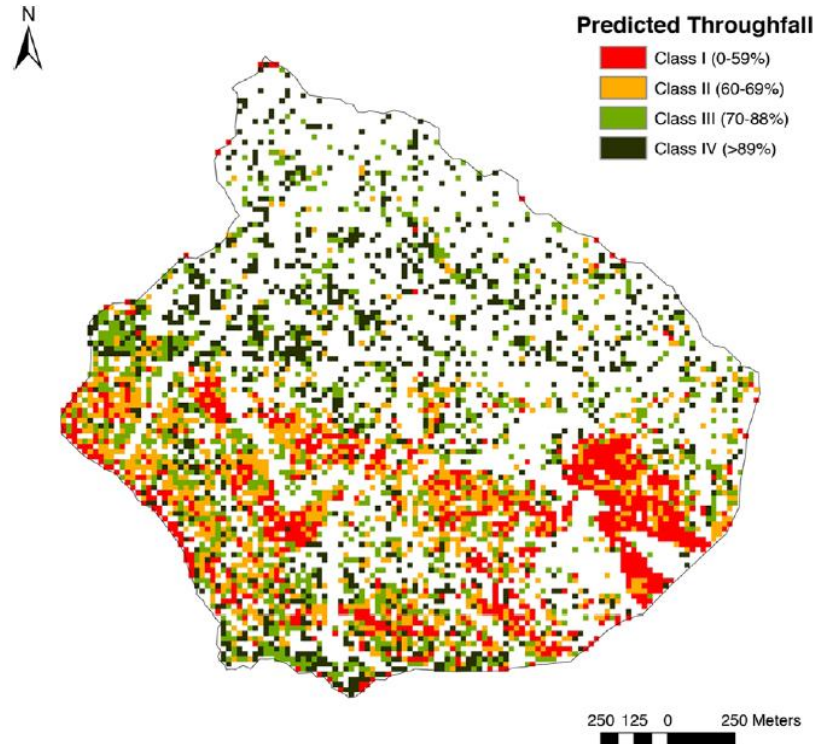 N
Predicted Throughfall
Class I (0-59%)
Class II (60-69%)
Class III (70-88%)
Class IV (>89%)
250 125 0 250 Meters